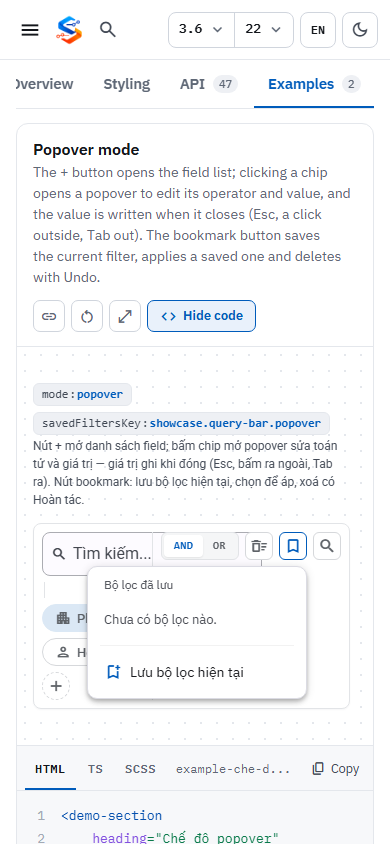 3.6 22 EN
Overview Styling API 47 Examples 2
Popover mode
The + button opens the field list; clicking a chip
opens a popover to edit its operator and value, and
the value is written when it closes (Esc, a click
outside, Tab out). The bookmark button saves
the current filter, applies a saved one and deletes
with Undo.
Hide code
mode:popover
savedFiltersKey:showcase.query-bar.popover
Nút + mở danh sách field; bấm chip mở popover sửa toán
tử và giá trị — giá trị ghi khi đóng (Esc, bấm ra ngoài, Tab
ra). Nút bookmark: lưu bộ lọc hiện tại, chọn để áp, xoá có
Hoàn tác.
Tìm kiếm... AND OR
Bộ lọc đã lưu
Chưa có bộ lọc nào.
Lưu bộ lọc hiện tại
HTML TS SCSS example-che-d... Copy
1 <demo-section
2 heading="Chế độ popover"